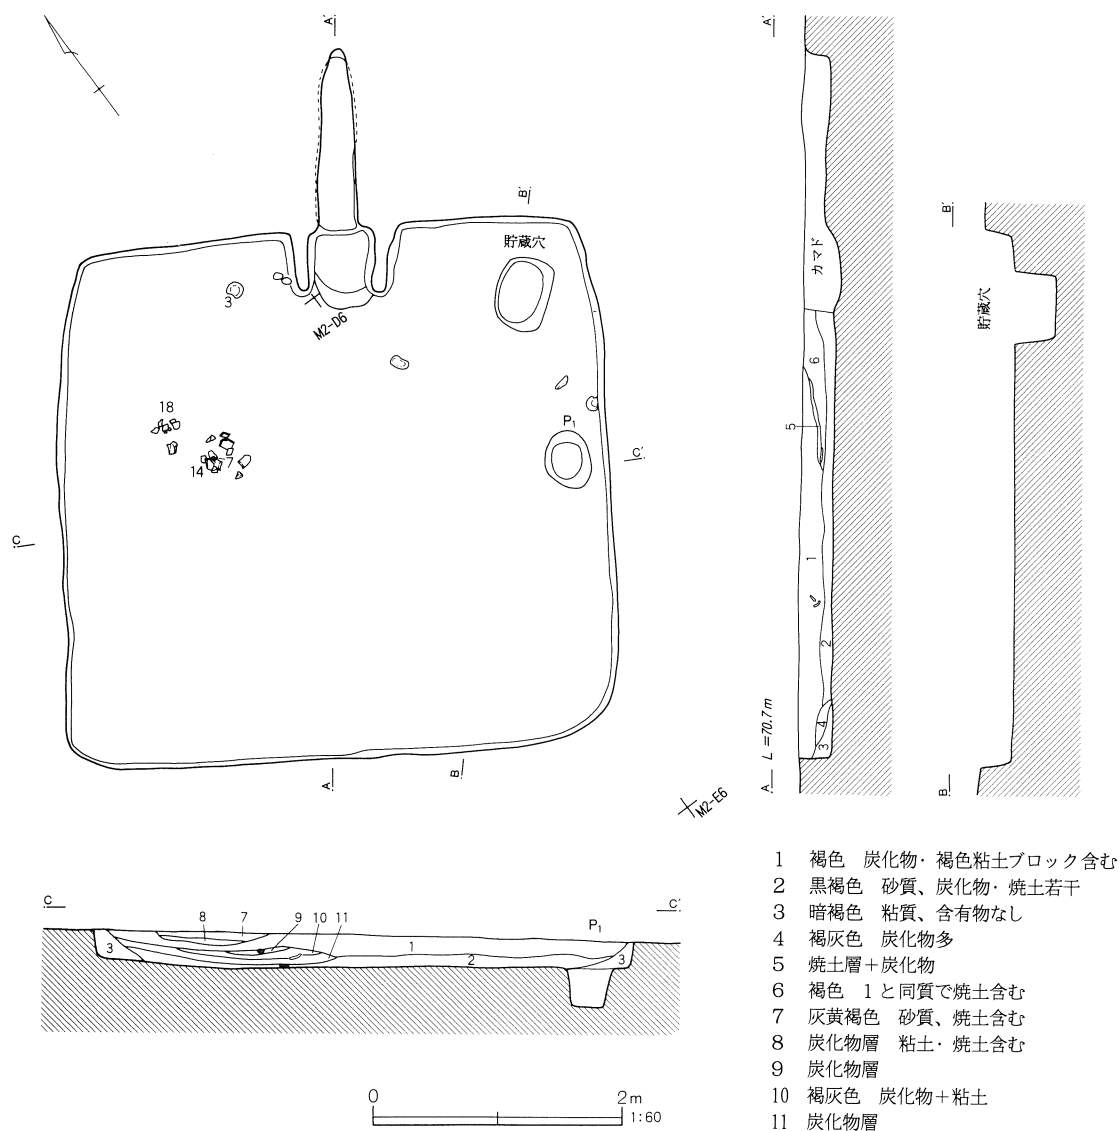 A′
A′
B′
B′
貯蔵穴
カマド
3
M2-D6
貯蔵穴
6
18
P₁
5
7
14
C′
C
1
2
L=70.7m
4
3
A
B
A
B
M2-E6
C
C′
8 7 9 10 11
P₁
3
1
2
3
1 褐色 炭化物・褐色粘土ブロック含む
2 黒褐色 砂質、炭化物・焼土若干
3 暗褐色 粘質、含有物なし
4 褐灰色 炭化物多
5 焼土層+炭化物
6 褐色 1と同質で焼土含む
7 灰黄褐色 砂質、焼土含む
8 炭化物層 粘土・焼土含む
9 炭化物層
10 褐灰色 炭化物+粘土
11 炭化物層
0 2m
1:60